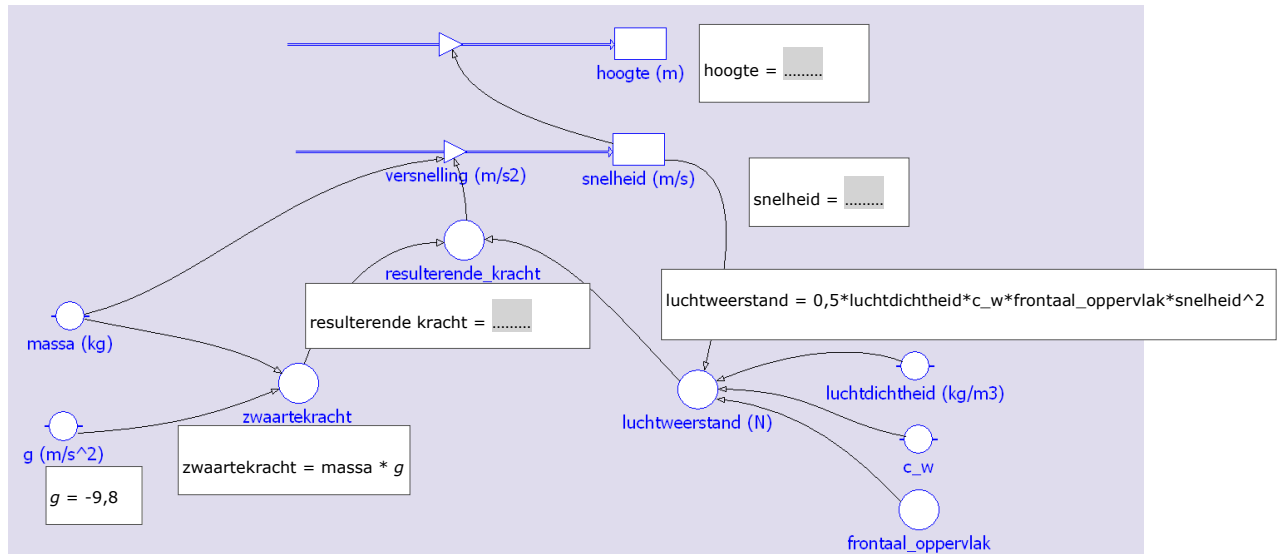 hoogte (m)
hoogte = .........
versnelling (m/s2)
snelheid (m/s)
snelheid = .........
resulterende_kracht
resulterende kracht = .........
luchtweerstand = 0,5*luchtdichtheid*c_w*frontaal_oppervlak*snelheid^2
massa (kg)
zwaartekracht
luchtdichtheid (kg/m3)
luchtweerstand (N)
g (m/s^2)
zwaartekracht = massa * g
c_w
g = -9,8
frontaal_oppervlak